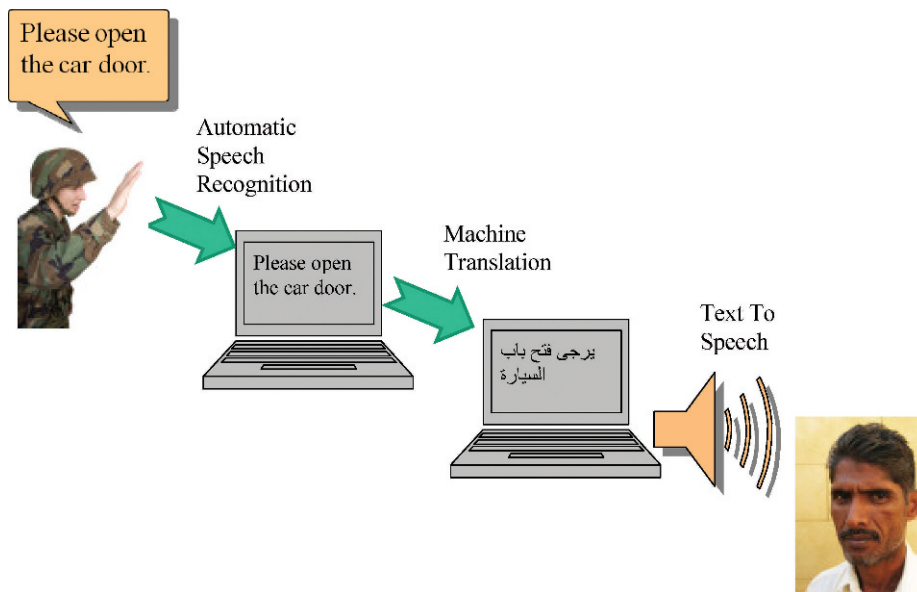 Please open
the car door.
Automatic
Speech
Recognition
Please open
the car door.
Machine
Translation
يرجى فتح باب
السيارة
Text To
Speech